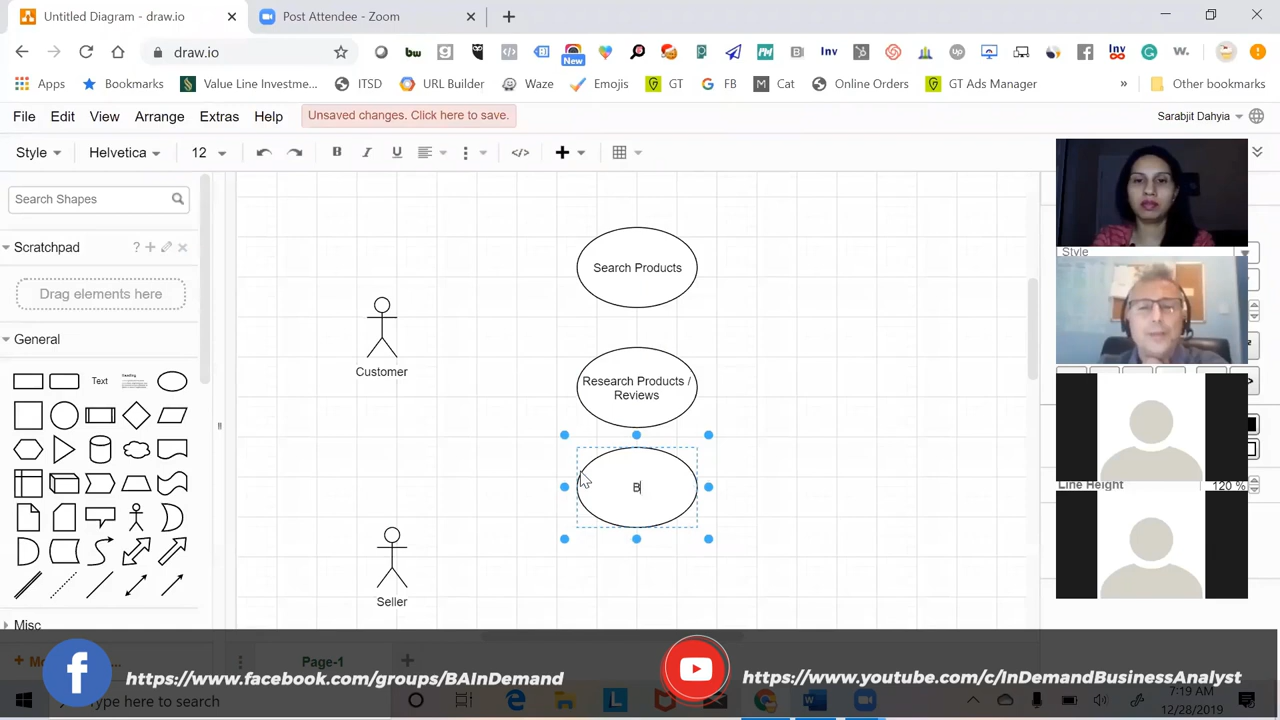 Untitled Diagram - draw.io
Post Attendee - Zoom
draw.io
New
Apps
Bookmarks
Value Line Investme...
ITSD
URL Builder
Waze
Emojis
GT
FB
Cat
Online Orders
GT Ads Manager
»
Other bookmarks
File
Edit
View
Arrange
Extras
Help
Unsaved changes. Click here to save.
Sarabjit Dahyia
Style
Helvetica
12
B
I
U
Search Shapes
Scratchpad
?
Drag elements here
General
Text
Heading
Misc
Search Products
Customer
Research Products /
Reviews
B
Seller
Style
Line Height
120 %
Page-1
https://www.facebook.com/groups/BAInDemand
https://www.youtube.com/c/InDemandBusinessAnalyst
Type here to search
7:19 AM
12/28/2019